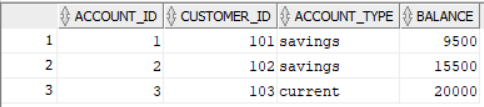 ACCOUNT_ID CUSTOMER_ID ACCOUNT_TYPE BALANCE
1 1 101 savings 9500
2 2 102 savings 15500
3 3 103 current 20000